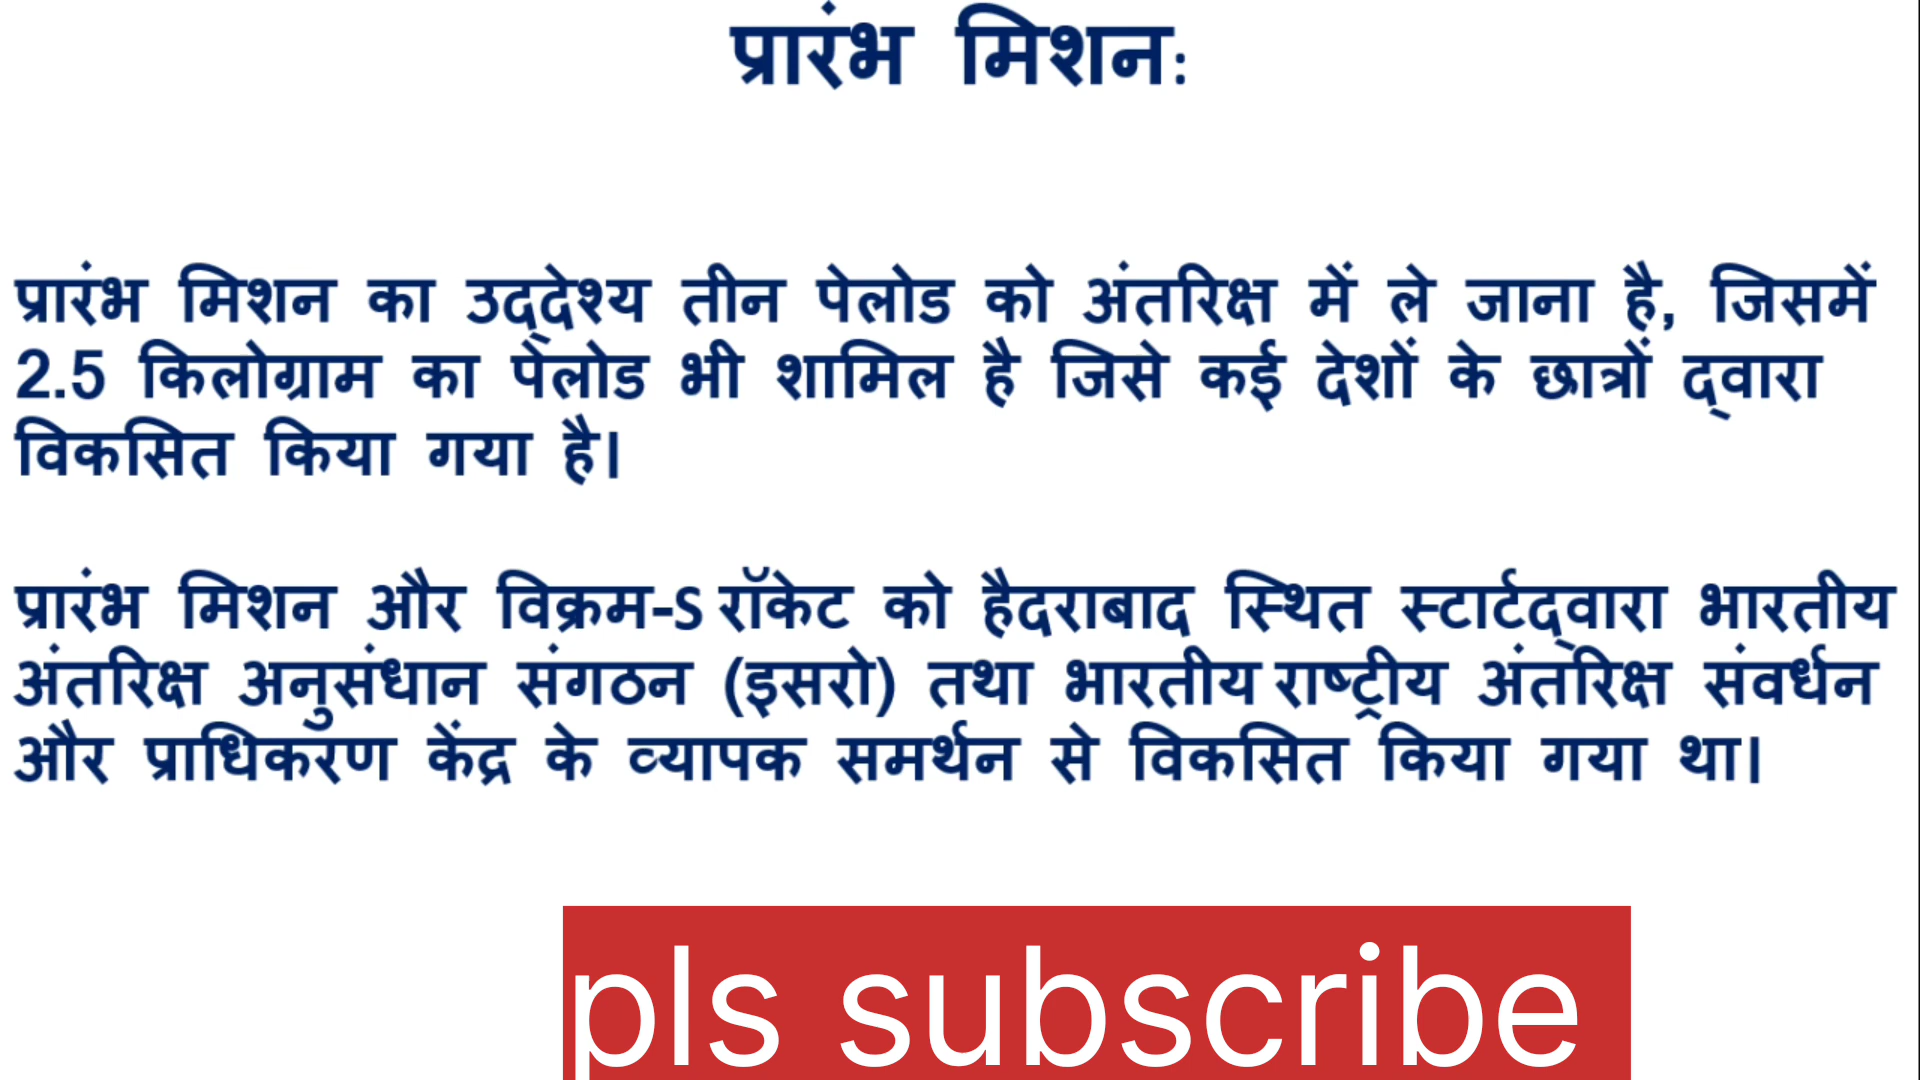 प्रारंभ मिशन:
प्रारंभ मिशन का उद्देश्य तीन पेलोड को अंतरिक्ष में ले जाना है, जिसमें
2.5 किलोग्राम का पेलोड भी शामिल है जिसे कई देशों के छात्रों द्वारा
विकसित किया गया है।
प्रारंभ मिशन और विक्रम-S रॉकेट को हैदराबाद स्थित स्टार्टद्वारा भारतीय
अंतरिक्ष अनुसंधान संगठन (इसरो) तथा भारतीय राष्ट्रीय अंतरिक्ष संवर्धन
और प्राधिकरण केंद्र के व्यापक समर्थन से विकसित किया गया था।
pls subscribe